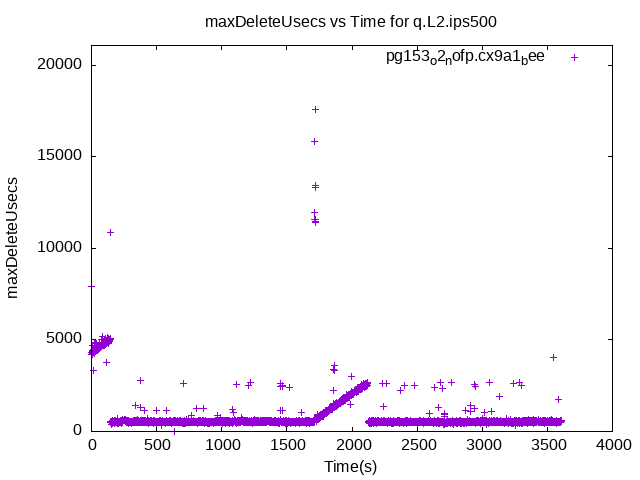 maxDeleteUsecs vs Time for q.L2.ips500
pg153o2nofp.cx9a1bee
20000
15000
10000
5000
0
maxDeleteUsecs
0 500 1000 1500 2000 2500 3000 3500 4000
Time(s)